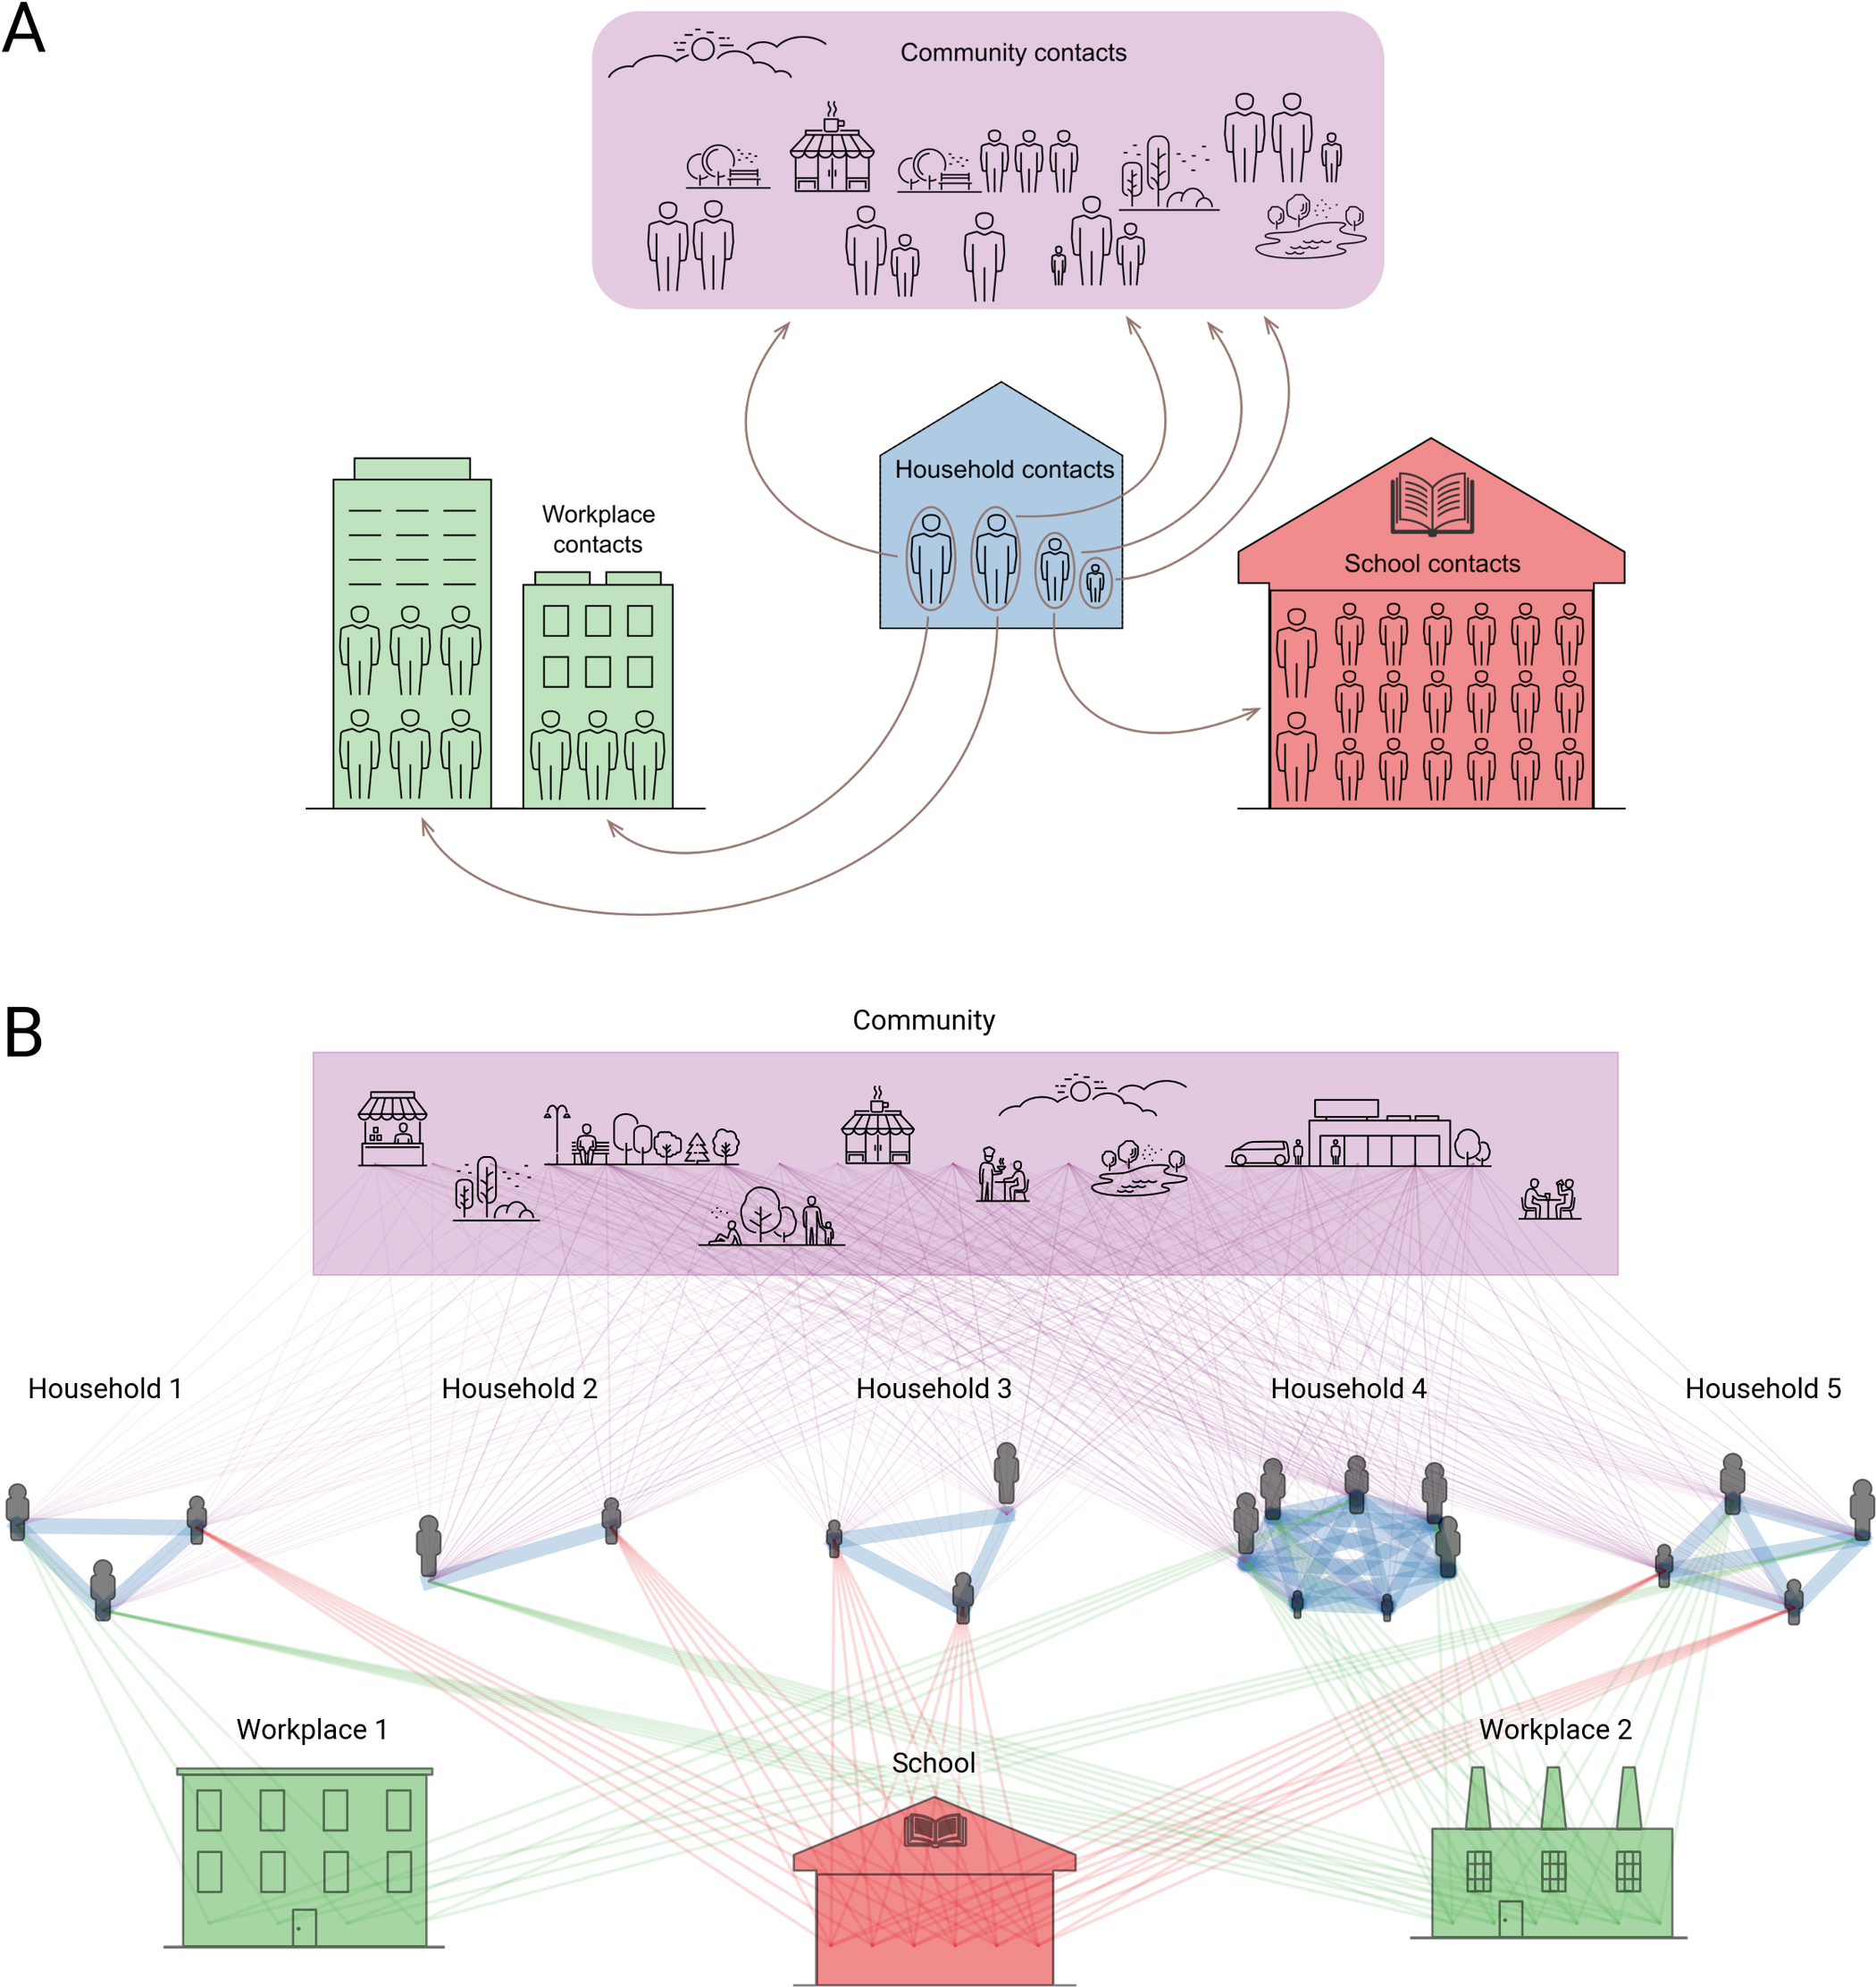 A
Community contacts
Household contacts
Workplace
contacts
School contacts
B
Community
Household 1
Household 2
Household 3
Household 4
Household 5
Workplace 1
School
Workplace 2